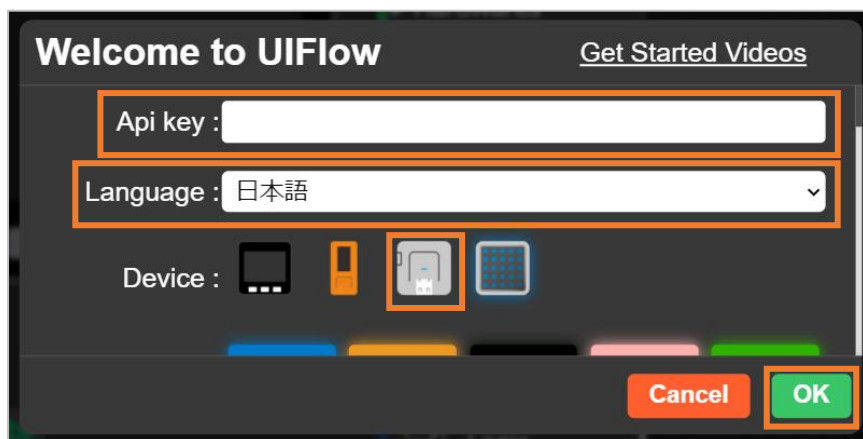 Welcome to UIFlow
Get Started Videos
Api key :
Language : 日本語
Device :
Cancel
OK